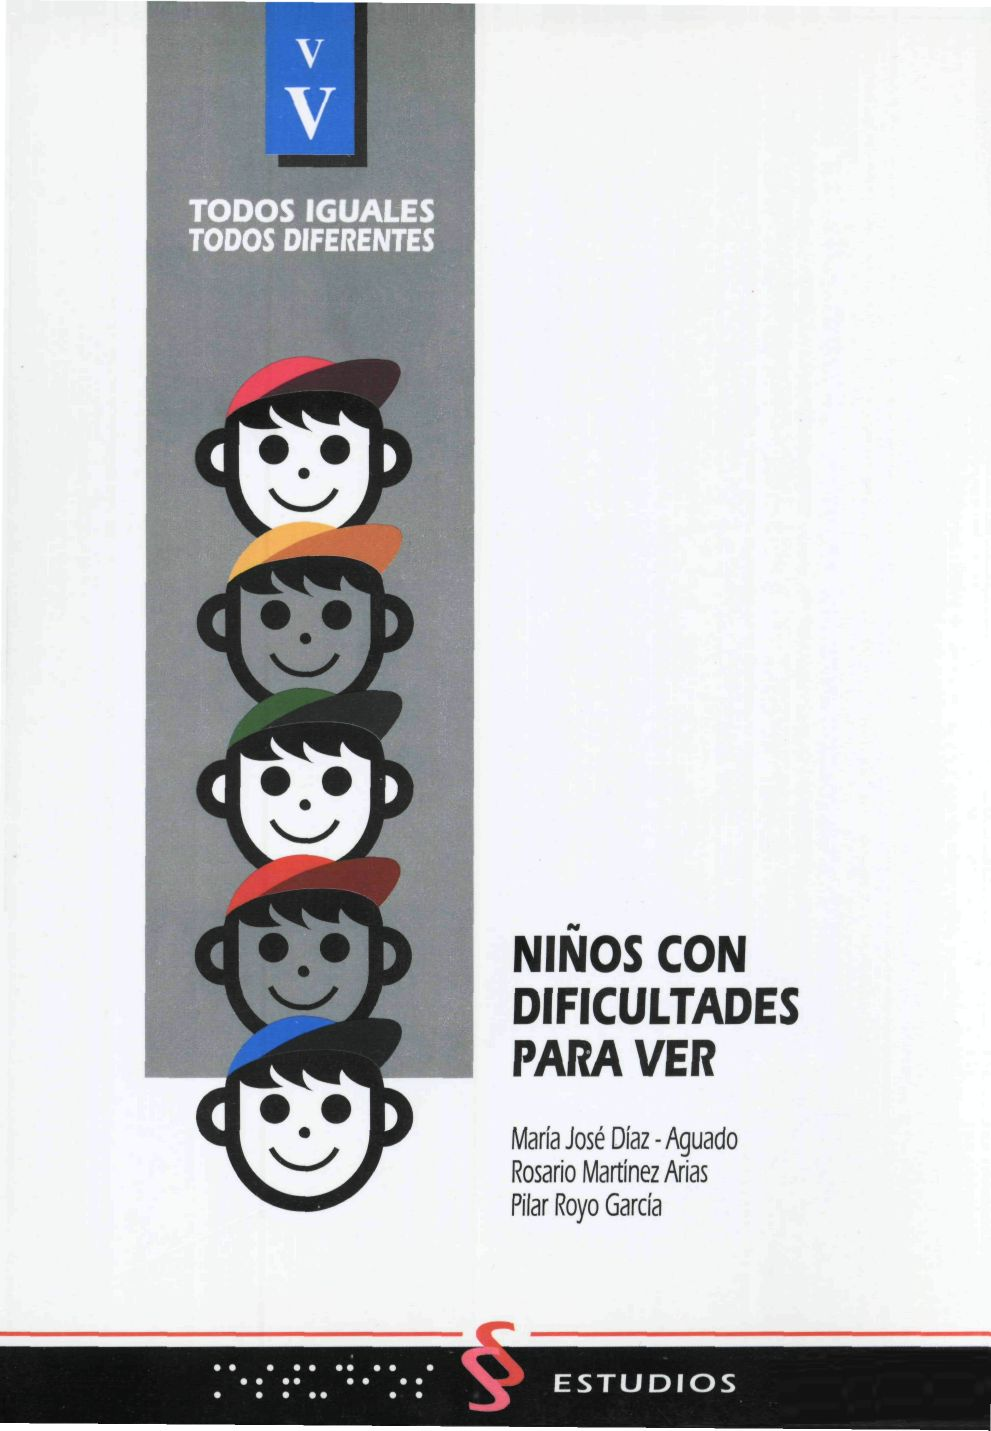 V
V
TODOS IGUALES
TODOS DIFERENTES
NIÑOS CON
DIFICULTADES
PARA VER
María José Díaz - Aguado
Rosario Martínez Arias
Pilar Royo García
ESTUDIOS